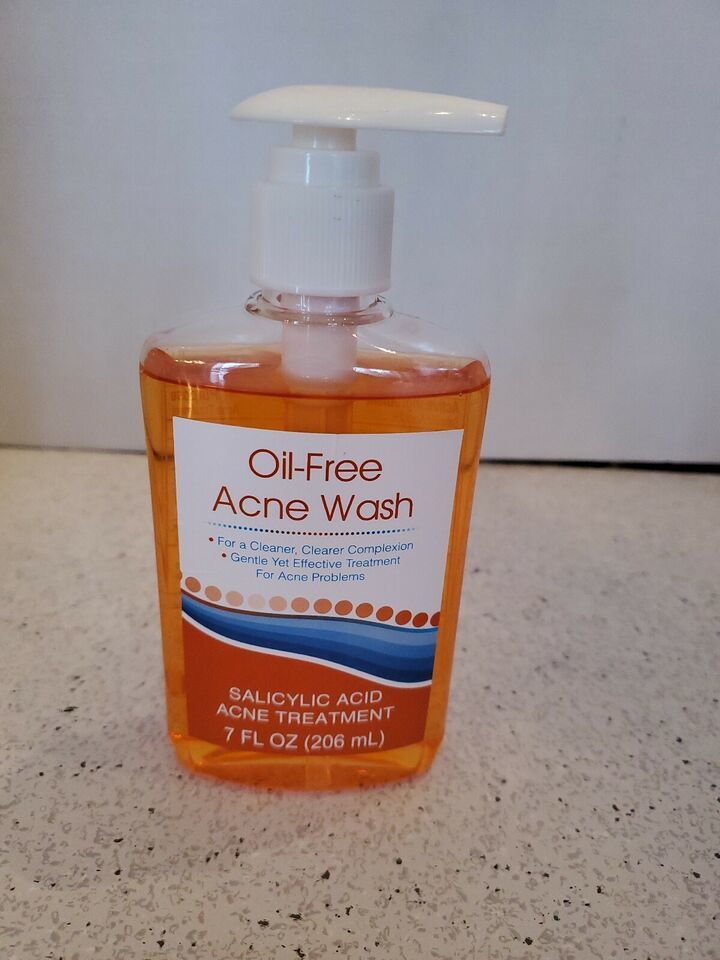 Oil-Free
Acne Wash
• For a Cleaner, Clearer Complexion
• Gentle Yet Effective Treatment
For Acne Problems
SALICYLIC ACID
ACNE TREATMENT
7 FL OZ (206 mL)